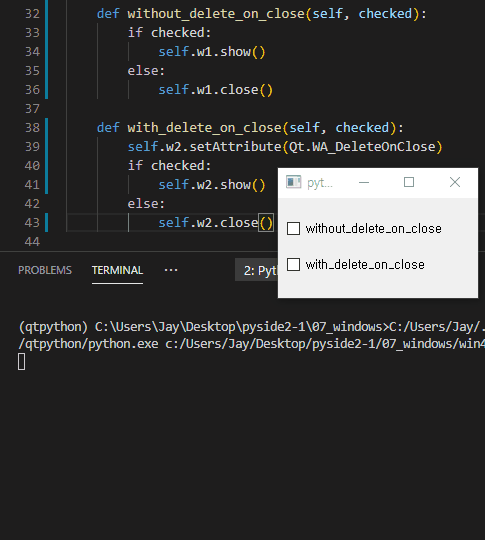 32 def without_delete_on_close(self, checked):
33 if checked:
34 self.w1.show()
35 else:
36 self.w1.close()
37
38 def with_delete_on_close(self, checked):
39 self.w2.setAttribute(Qt.WA_DeleteOnClose)
40 if checked:
41 self.w2.show()
42 else:
43 self.w2.close()
44
pyt...
without_delete_on_close
with_delete_on_close
PROBLEMS TERMINAL ··· 2: Pyth
(qtpython) C:\Users\Jay\Desktop\pyside2-1\07_windows>C:/Users/Jay/.
/qtpython/python.exe c:/Users/Jay/Desktop/pyside2-1/07_windows/win4